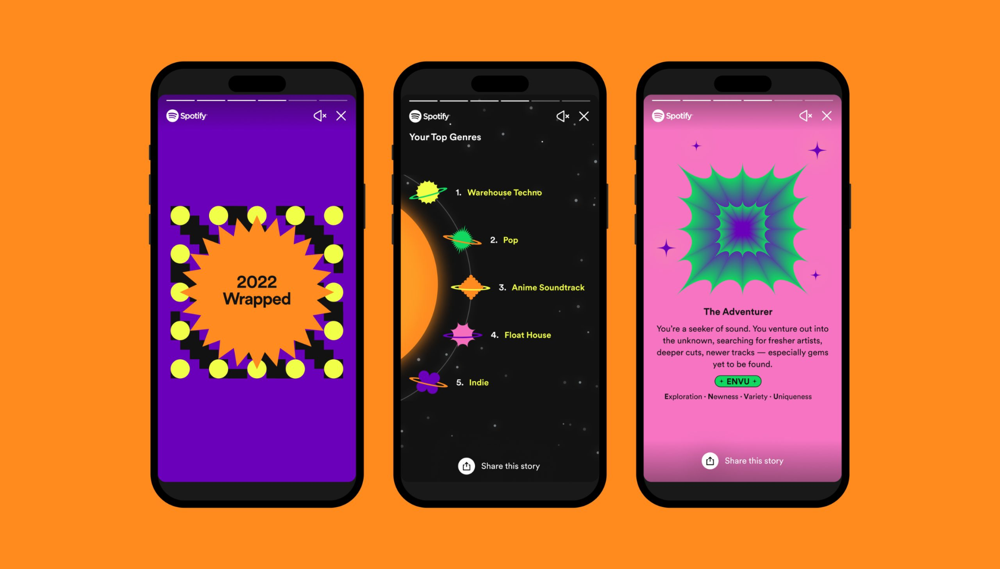 Spotify
2022
Wrapped
Spotify
Your Top Genres
1. Warehouse Techno
2. Pop
3. Anime Soundtrack
4. Float House
5. Indie
Share this story
Spotify
The Adventurer
You’re a seeker of sound. You venture out into
the unknown, searching for fresher artists,
deeper cuts, newer tracks — especially gems
yet to be found.
ENVU
Exploration · Newness · Variety · Uniqueness
Share this story